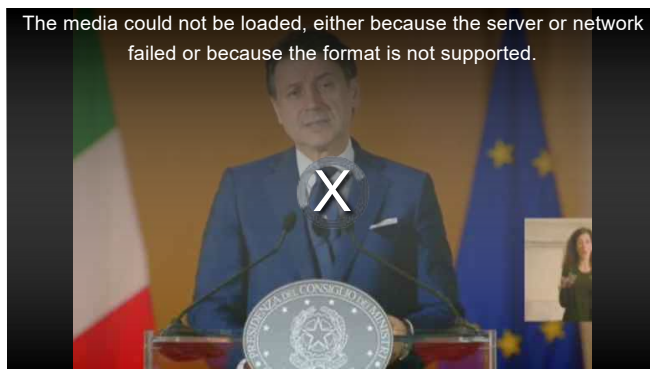 The media could not be loaded, either because the server or network
failed or because the format is not supported.
X
PRESIDENZA DEL CONSIGLIO DEI MINISTRI